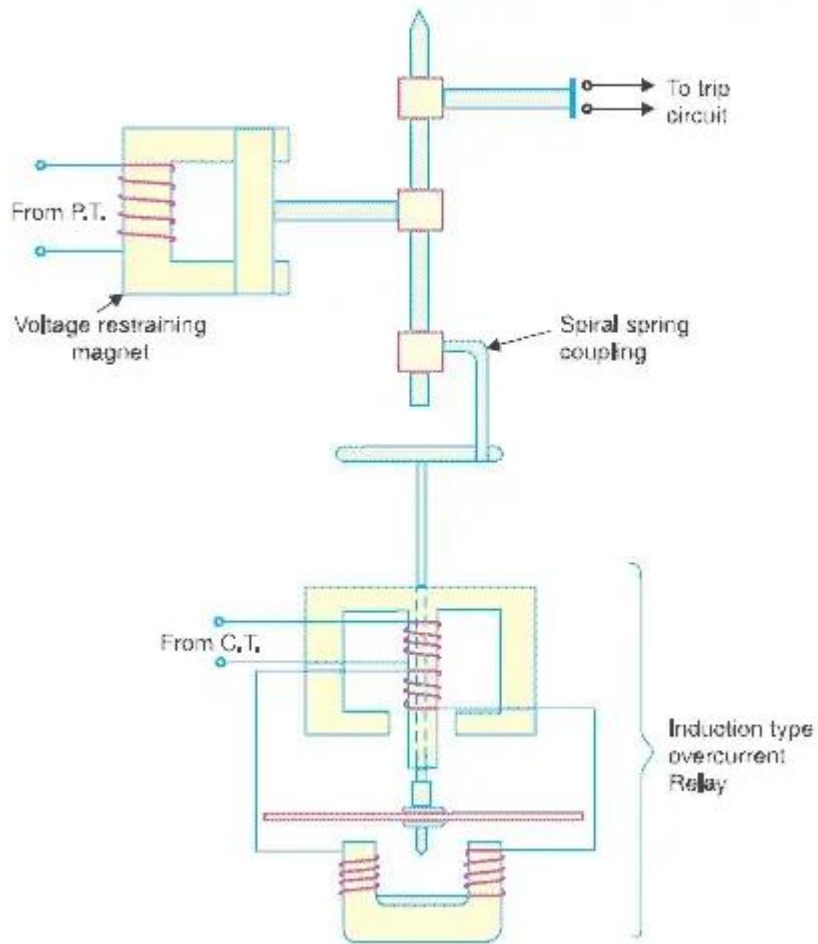 To trip
circuit
From P.T.
Voltage restraining
magnet
Spiral spring
coupling
From C.T.
Induction type
overcurrent
Relay